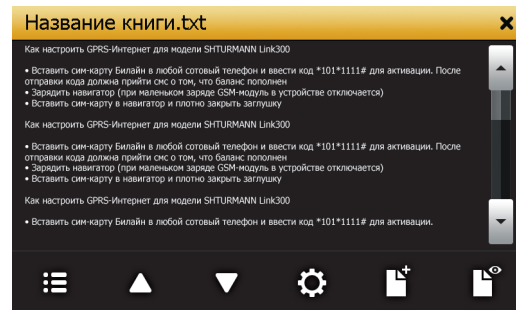 Название книги.txt
Как настроить GPRS-Интернет для модели SHTURMANN Link300
• Вставить сим-карту Билайн в любой сотовый телефон и ввести код *101*1111# для активации. После
отправки кода должна прийти смс о том, что баланс пополнен
• Зарядить навигатор (при маленьком заряде GSM-модуль в устройстве отключается)
• Вставить сим-карту в навигатор и плотно закрыть заглушку
Как настроить GPRS-Интернет для модели SHTURMANN Link300
• Вставить сим-карту Билайн в любой сотовый телефон и ввести код *101*1111# для активации. После
отправки кода должна прийти смс о том, что баланс пополнен
• Зарядить навигатор (при маленьком заряде GSM-модуль в устройстве отключается)
• Вставить сим-карту в навигатор и плотно закрыть заглушку
Как настроить GPRS-Интернет для модели SHTURMANN Link300
• Вставить сим-карту Билайн в любой сотовый телефон и ввести код *101*1111# для активации.